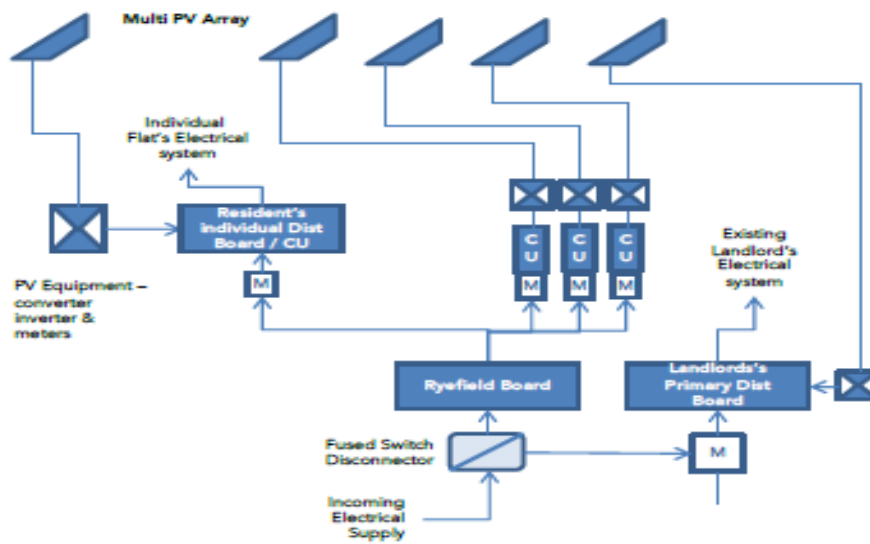 Multi PV Array
Individual
Flat's Electrical
system
Resident's
individual Dist
Board / CU
PV Equipment –
converter
inverter &
meters
M
C
U
M
C
U
M
C
U
M
Existing
Landlord's
Electrical
system
Ryefield Board
Landlords's
Primary Dist
Board
Fused Switch
Disconnector
M
Incoming
Electrical
Supply